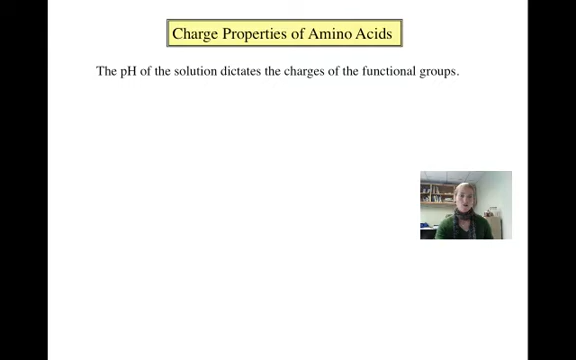 Charge Properties of Amino Acids
The pH of the solution dictates the charges of the functional groups.